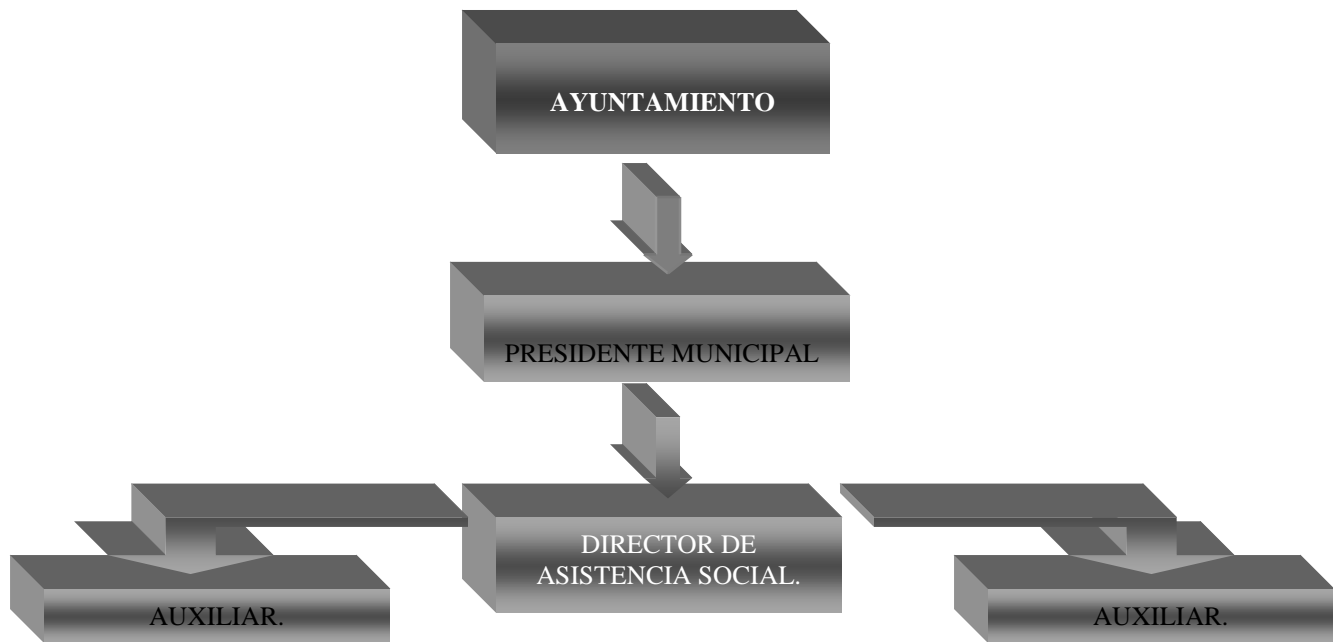 AYUNTAMIENTO
PRESIDENTE MUNICIPAL
DIRECTOR DE
ASISTENCIA SOCIAL.
AUXILIAR.
AUXILIAR.